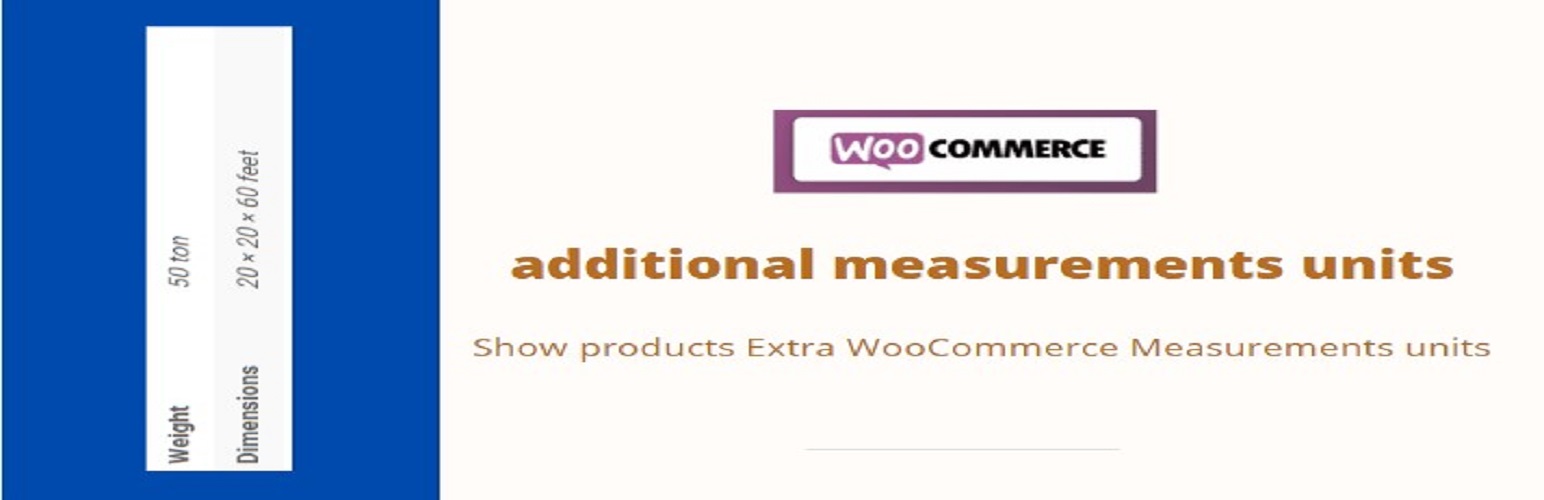 Weight 50 ton
Dimensions 20 × 20 × 60 feet
WOO COMMERCE
additional measurements units
Show products Extra WooCommerce Measurements units